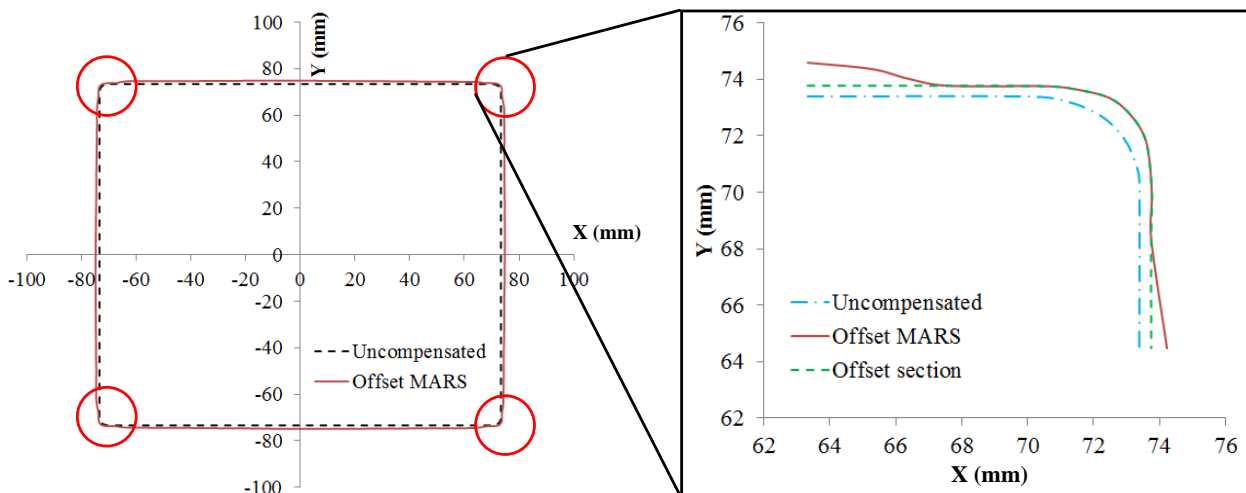 100
80
60
40
20
0
-20
-40
-60
-80
-100
Y (mm)
-100 -80 -60 -40 -20 0 20 40 60 80 100
X (mm)
Uncompensated
Offset MARS
76
74
72
70
68
66
64
62
Y (mm)
Uncompensated
Offset MARS
Offset section
62 64 66 68 70 72 74 76
X (mm)